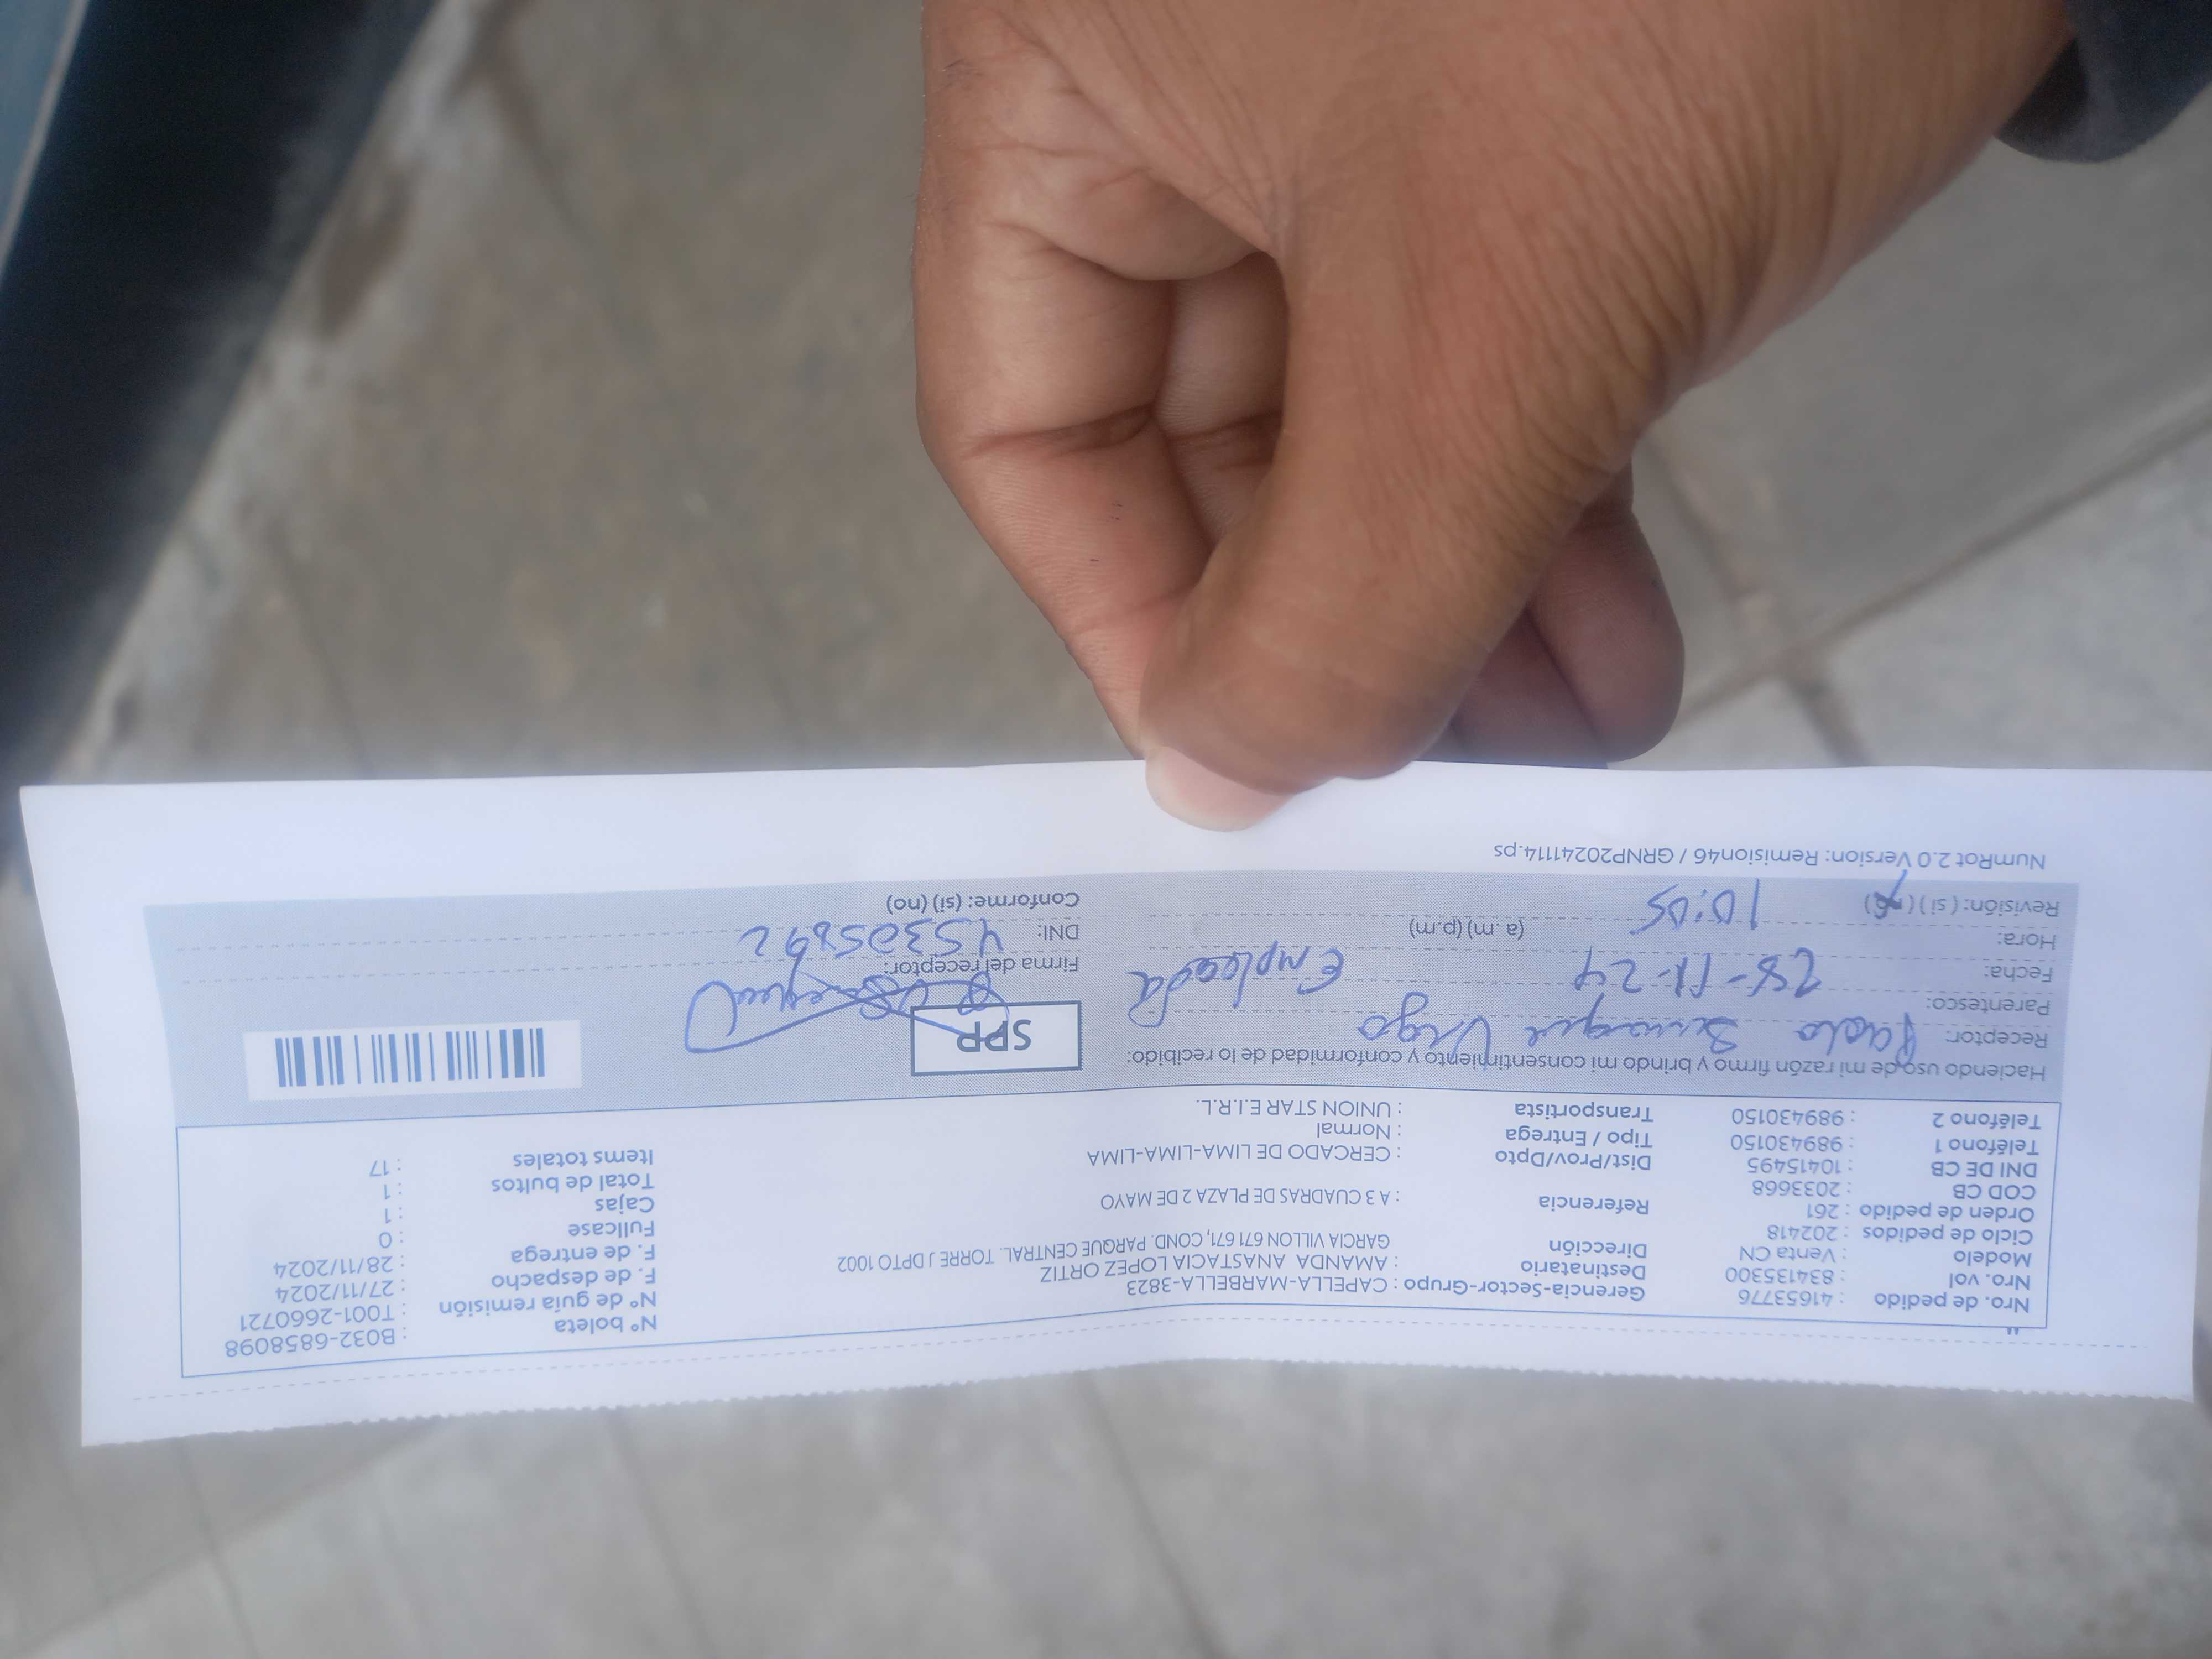 Nro. de pedido : 41653776
Nro. vol : 834135300
Modelo : Venta CN
Ciclo de pedidos : 202418
Orden de pedido : 261
COD CB : 2033668
DNI DE CB : 10415495
Teléfono 1 : 989430150
Teléfono 2 : 989430150
Gerencia-Sector-Grupo : CAPELLA-MARBELLA-3823
Destinatario : AMANDA ANASTACIA LOPEZ ORTIZ
Dirección GARCIA VILLON 671 671, COND. PARQUE CENTRAL. TORRE J DPTO 1002
Referencia : A 3 CUADRAS DE PLAZA 2 DE MAYO
Dist/Prov/Dpto : CERCADO DE LIMA-LIMA-LIMA
Tipo / Entrega : Normal
Transportista : UNION STAR E.I.R.L.
Nº boleta : B032-6858098
Nº de guía remisión : T001-2660721
F. de despacho : 27/11/2024
F. de entrega : 28/11/2024
Fullcase : 0
Cajas : 1
Total de bultos : 1
Items totales : 17
Haciendo uso de mi razón firmo y brindo mi consentimiento y conformidad de lo recibido:
Receptor: Paolo Vigo
Parentesco: Empleada
Fecha: 28-11-24
Hora: 10:05 (a.m) (p.m)
Revisión: (si) (no)
SPP
Firma del receptor:
DNI: 45305892
Conforme: (si) (no)
NumRot 2.0 Version: Remision46 / GRNP20241114.ps